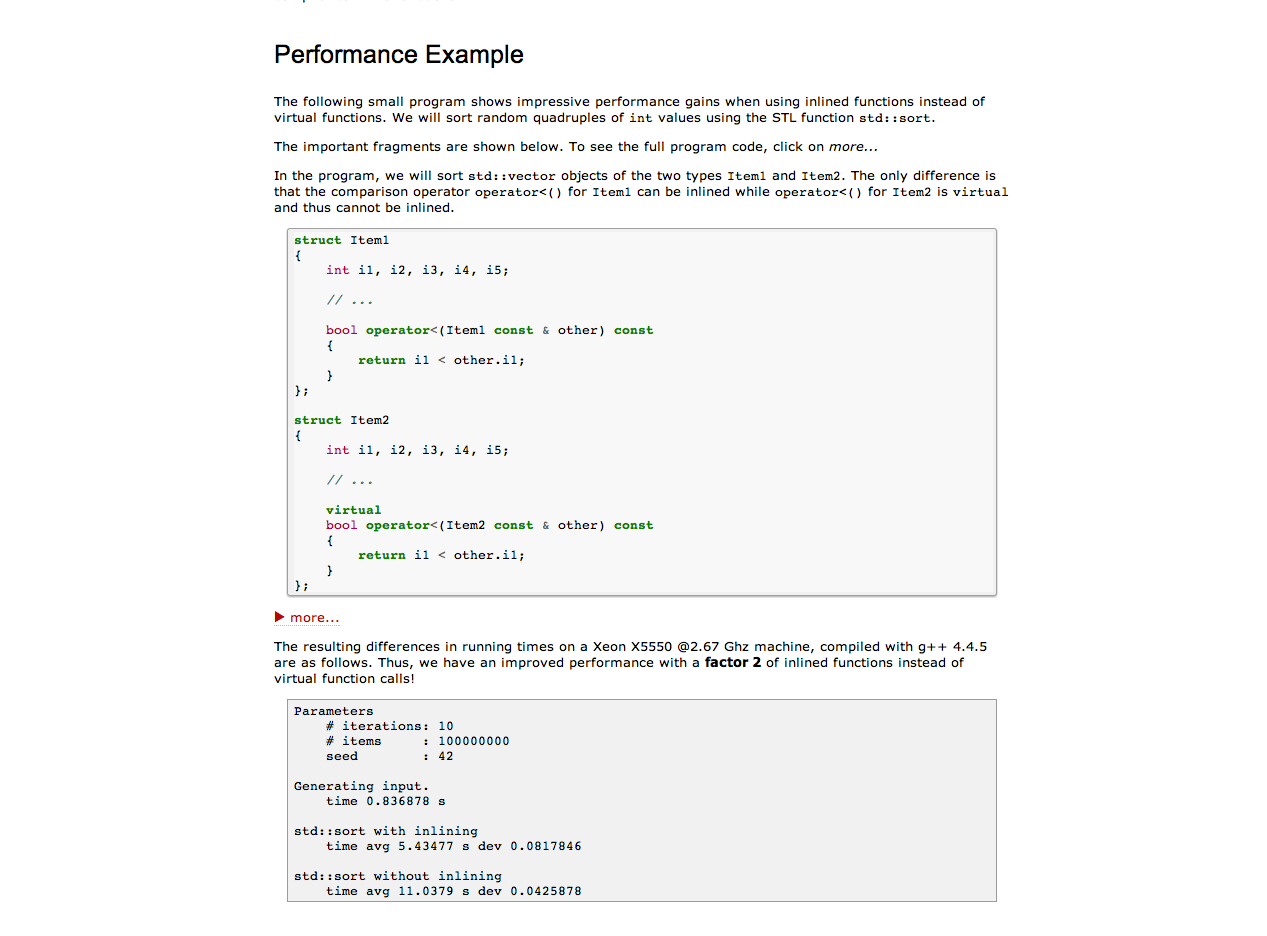 Performance Example
The following small program shows impressive performance gains when using inlined functions instead of
virtual functions. We will sort random quadruples of int values using the STL function std::sort.
The important fragments are shown below. To see the full program code, click on more...
In the program, we will sort std::vector objects of the two types Item1 and Item2. The only difference is
that the comparison operator operator<() for Item1 can be inlined while operator<() for Item2 is virtual
and thus cannot be inlined.
struct Item1
{
    int i1, i2, i3, i4, i5;
    // ...
    bool operator<(Item1 const & other) const
    {
        return i1 < other.i1;
    }
};
struct Item2
{
    int i1, i2, i3, i4, i5;
    // ...
    virtual
    bool operator<(Item2 const & other) const
    {
        return i1 < other.i1;
    }
};
▶ more...
The resulting differences in running times on a Xeon X5550 @2.67 Ghz machine, compiled with g++ 4.4.5
are as follows. Thus, we have an improved performance with a factor 2 of inlined functions instead of
virtual function calls!
Parameters
    # iterations: 10
    # items     : 100000000
    seed        : 42
Generating input.
    time 0.836878 s
std::sort with inlining
    time avg 5.43477 s dev 0.0817846
std::sort without inlining
    time avg 11.0379 s dev 0.0425878